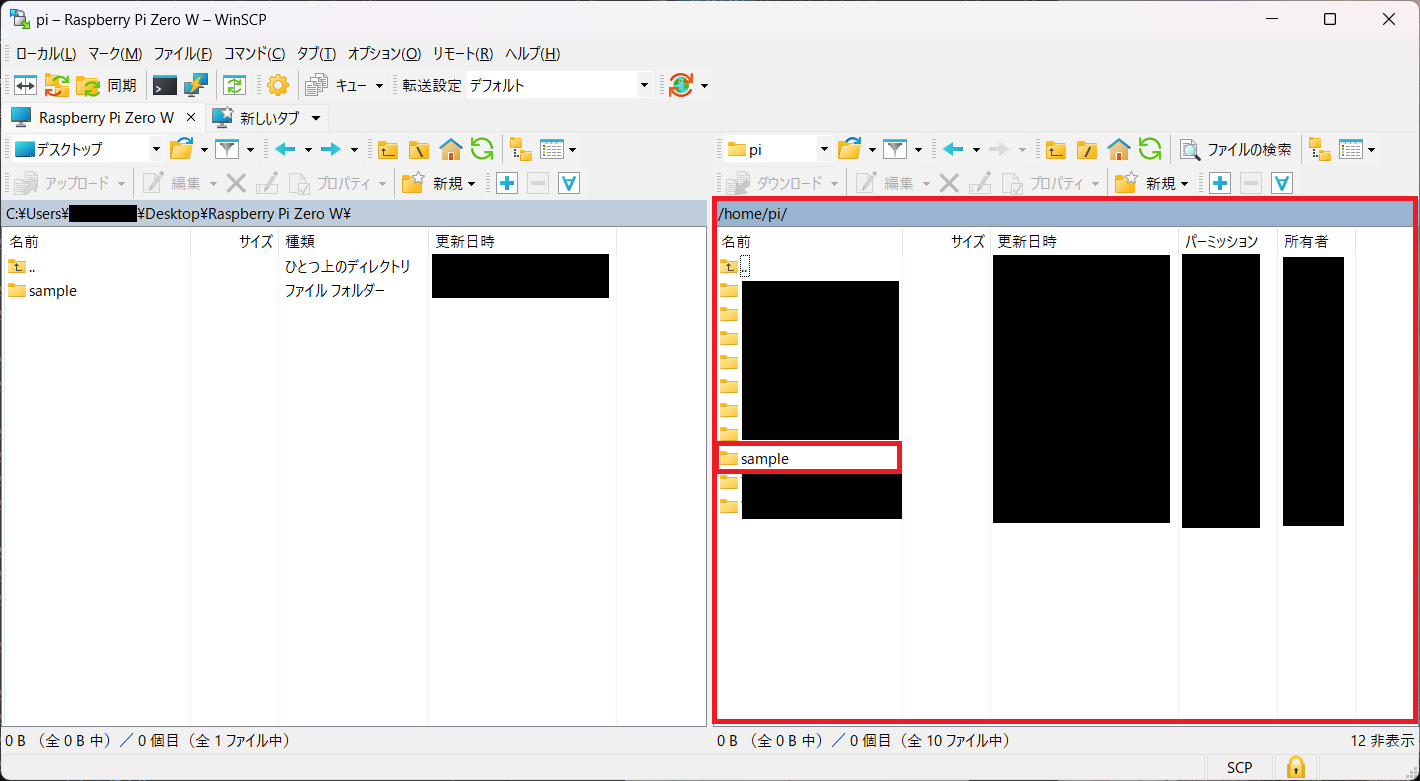 pi – Raspberry Pi Zero W – WinSCP
ローカル(L) マーク(M) ファイル(F) コマンド(C) タブ(T) オプション(O) リモート(R) ヘルプ(H)
同期 キュー 転送設定 デフォルト
Raspberry Pi Zero W × 新しいタブ
デスクトップ
アップロード 編集 プロパティ 新規
C:¥Users¥ ¥Desktop¥Raspberry Pi Zero W¥
名前 サイズ 種類 更新日時
.. ひとつ上のディレクトリ
sample ファイル フォルダー
0 B （全 0 B 中） ／ 0 個目 （全 1 ファイル中）
pi ファイルの検索
ダウンロード 編集 プロパティ 新規
/home/pi/
名前 サイズ 更新日時 パーミッション 所有者
..
sample
0 B （全 0 B 中） ／ 0 個目 （全 10 ファイル中） 12 非表示
SCP